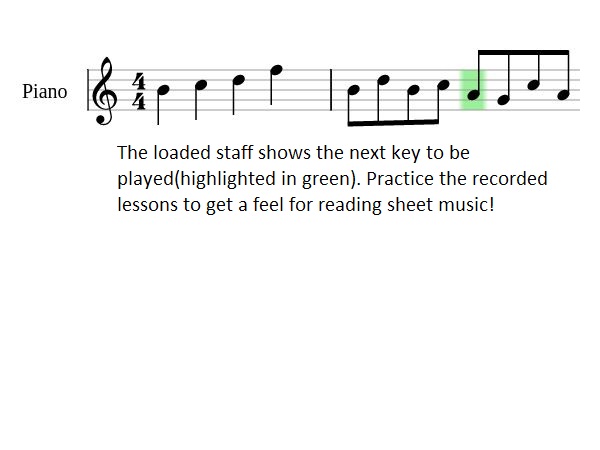 Piano
4
4
The loaded staff shows the next key to be
played(highlighted in green). Practice the recorded
lessons to get a feel for reading sheet music!